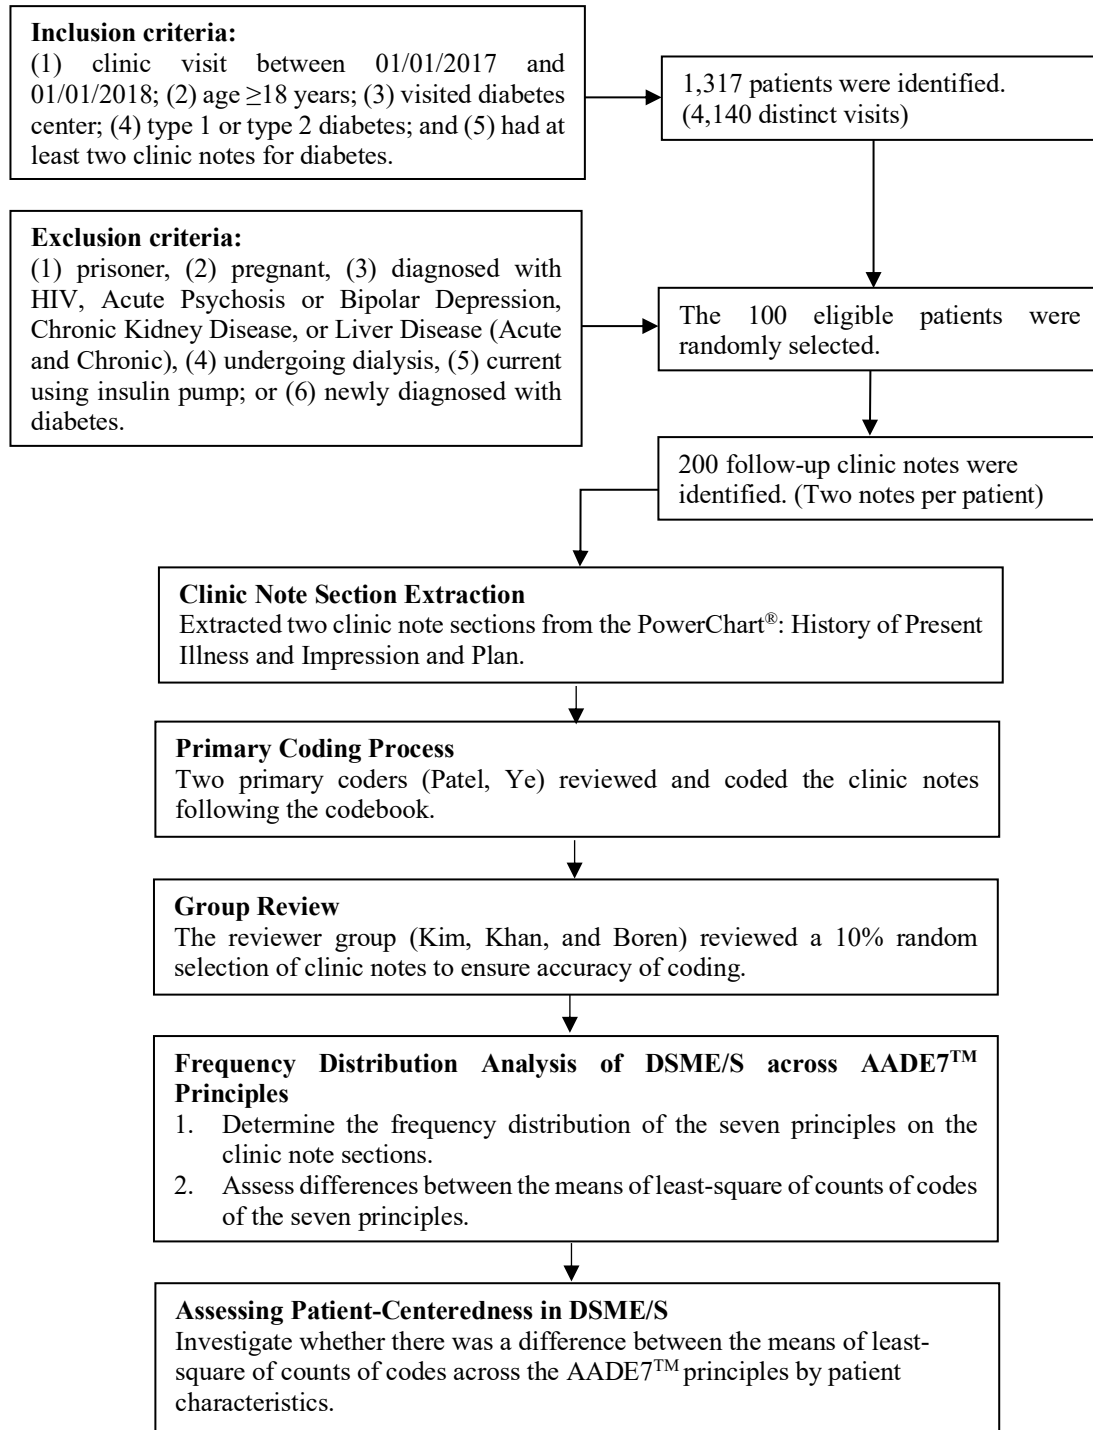 Inclusion criteria:
(1) clinic visit between 01/01/2017 and
01/01/2018; (2) age ≥18 years; (3) visited diabetes
center; (4) type 1 or type 2 diabetes; and (5) had at
least two clinic notes for diabetes.
1,317 patients were identified.
(4,140 distinct visits)
Exclusion criteria:
(1) prisoner, (2) pregnant, (3) diagnosed with
HIV, Acute Psychosis or Bipolar Depression,
Chronic Kidney Disease, or Liver Disease (Acute
and Chronic), (4) undergoing dialysis, (5) current
using insulin pump; or (6) newly diagnosed with
diabetes.
The 100 eligible patients were
randomly selected.
200 follow-up clinic notes were
identified. (Two notes per patient)
Clinic Note Section Extraction
Extracted two clinic note sections from the PowerChart®: History of Present
Illness and Impression and Plan.
Primary Coding Process
Two primary coders (Patel, Ye) reviewed and coded the clinic notes
following the codebook.
Group Review
The reviewer group (Kim, Khan, and Boren) reviewed a 10% random
selection of clinic notes to ensure accuracy of coding.
Frequency Distribution Analysis of DSME/S across AADE7™
Principles
1. Determine the frequency distribution of the seven principles on the
clinic note sections.
2. Assess differences between the means of least-square of counts of codes
of the seven principles.
Assessing Patient-Centeredness in DSME/S
Investigate whether there was a difference between the means of least-
square of counts of codes across the AADE7™ principles by patient
characteristics.